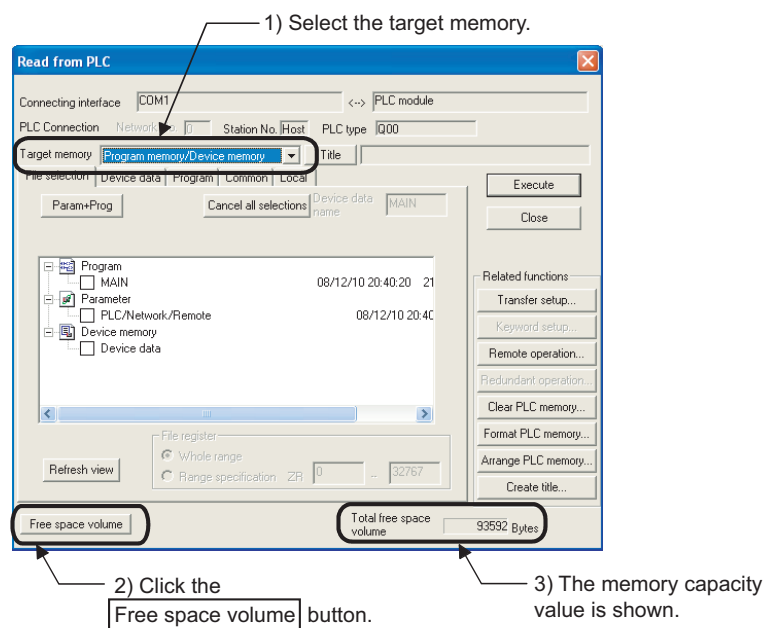 1) Select the target memory.
Read from PLC
Connecting interface COM1 <--> PLC module
PLC Connection Network No. 0 Station No. Host PLC type Q00
Target memory Program memory/Device memory Title
File selection Device data Program Common Local
Param+Prog Cancel all selections Device data name MAIN
Execute
Close
Program
MAIN 08/12/10 20:40:20 21
Parameter
PLC/Network/Remote 08/12/10 20:40
Device memory
Device data
Related functions
Transfer setup...
Keyword setup...
Remote operation...
Redundant operation...
Clear PLC memory...
Format PLC memory...
Arrange PLC memory...
Create title...
File register
Whole range
Range specification ZR 0 .. 32767
Refresh view
Free space volume
Total free space
volume 93592 Bytes
2) Click the
Free space volume button.
3) The memory capacity
value is shown.